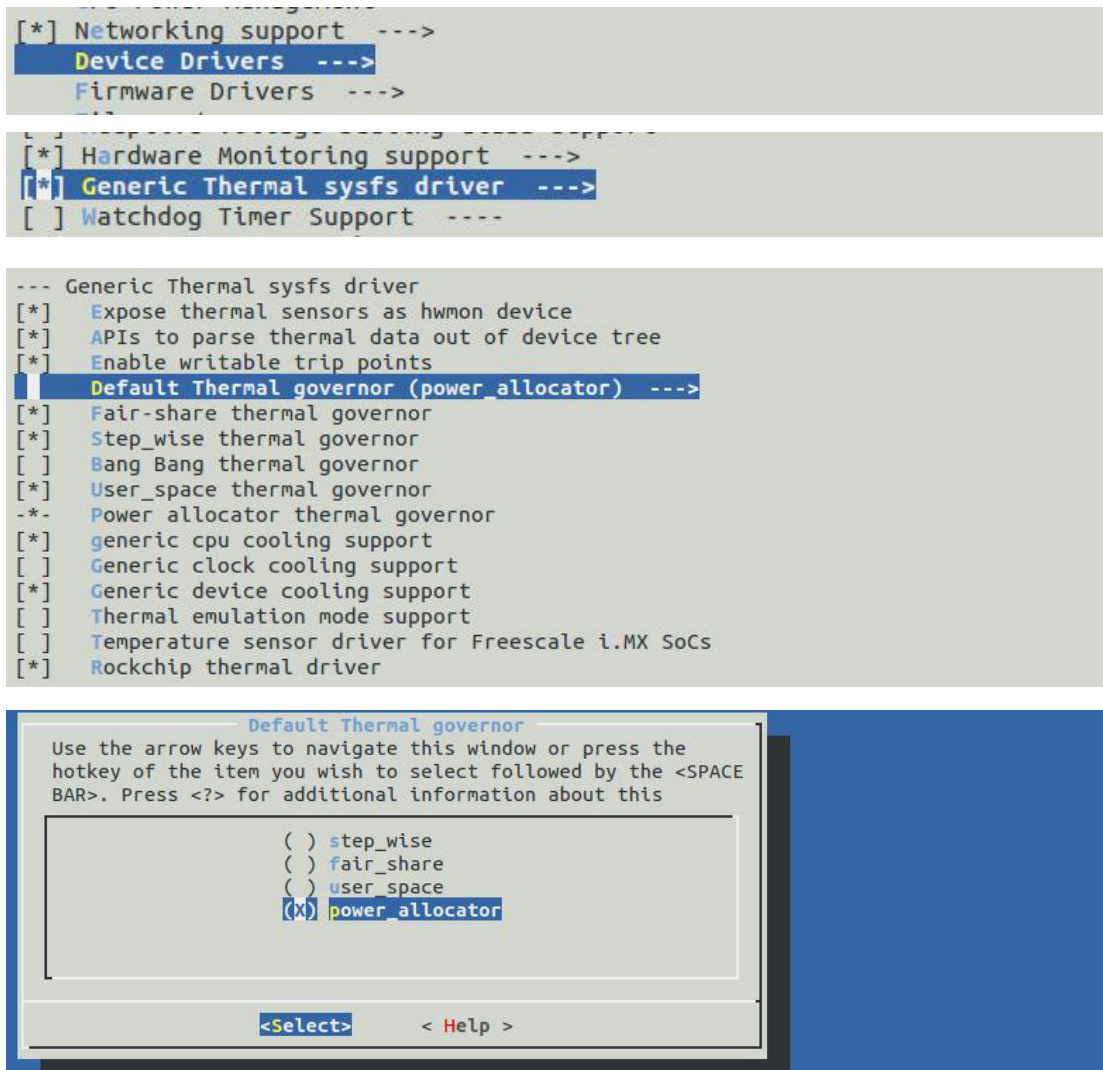 [*] Networking support  --->
    Device Drivers  --->
    Firmware Drivers  --->
[*] Hardware Monitoring support  --->
[*] Generic Thermal sysfs driver  --->
[ ] Watchdog Timer Support  ----
--- Generic Thermal sysfs driver
[*]   Expose thermal sensors as hwmon device
[*]   APIs to parse thermal data out of device tree
[*]   Enable writable trip points
      Default Thermal governor (power_allocator)  --->
[*]   Fair-share thermal governor
[*]   Step_wise thermal governor
[ ]   Bang Bang thermal governor
[*]   User_space thermal governor
-*-   Power allocator thermal governor
[*]   generic cpu cooling support
[ ]   Generic clock cooling support
[*]   Generic device cooling support
[ ]   Thermal emulation mode support
[ ]   Temperature sensor driver for Freescale i.MX SoCs
[*]   Rockchip thermal driver
Default Thermal governor
Use the arrow keys to navigate this window or press the
hotkey of the item you wish to select followed by the <SPACE
BAR>. Press <?> for additional information about this
( ) step_wise
( ) fair_share
( ) user_space
(X) power_allocator
<Select>      < Help >